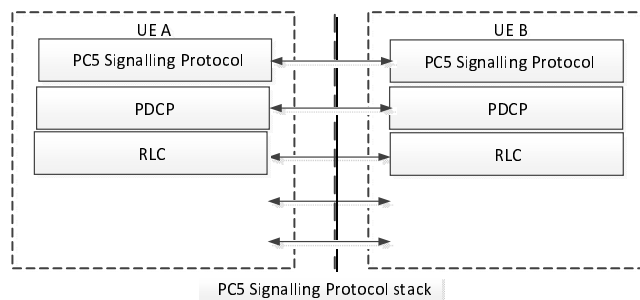 UE A
UE B
PC5 Signalling Protocol
PC5 Signalling Protocol
PDCP
PDCP
RLC
RLC
PC5 Signalling Protocol stack